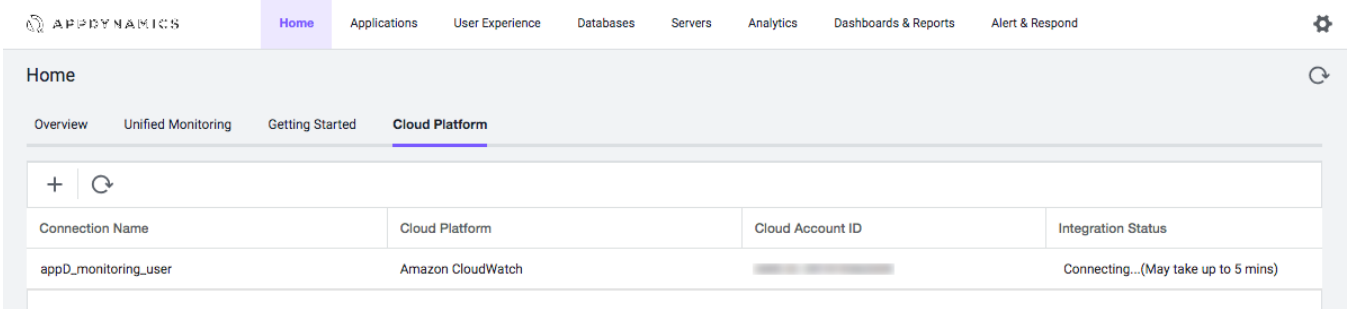 APPDYNAMICS Home Applications User Experience Databases Servers Analytics Dashboards & Reports Alert & Respond
Home
Overview Unified Monitoring Getting Started Cloud Platform
Connection Name Cloud Platform Cloud Account ID Integration Status
appD_monitoring_user Amazon CloudWatch Connecting...(May take up to 5 mins)